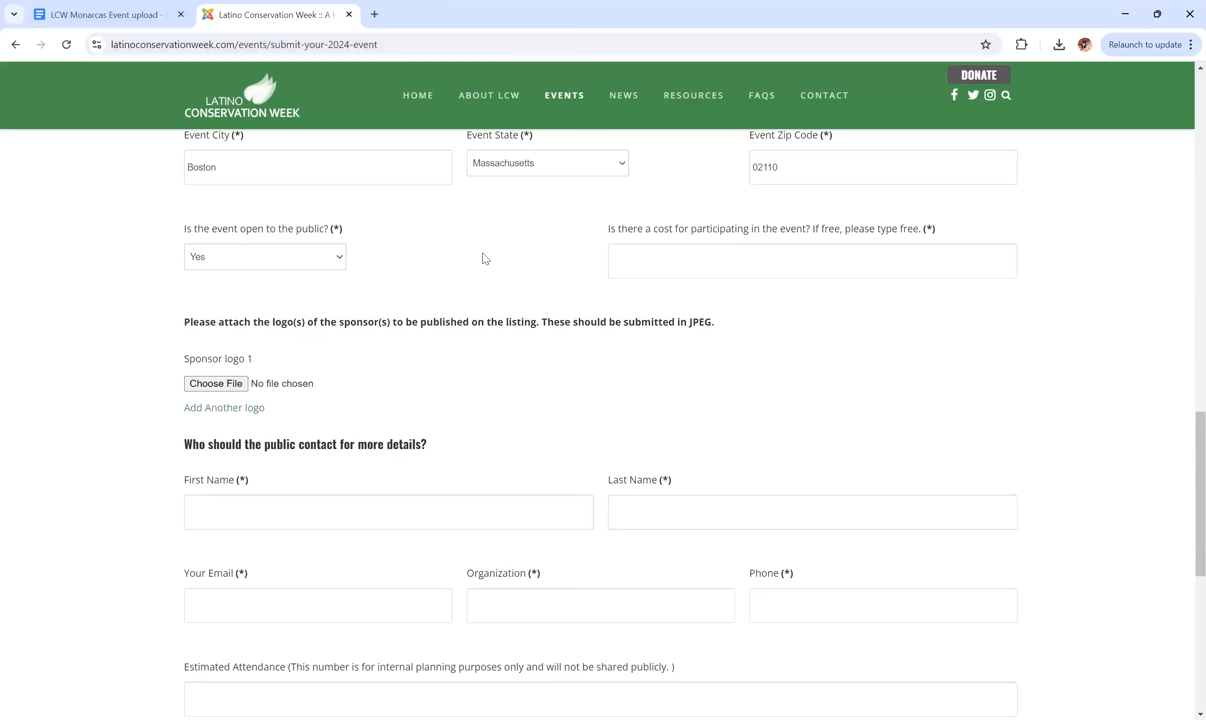 LCW Monarcas Event upload -
Latino Conservation Week :: A
latinoconservationweek.com/events/submit-your-2024-event
Relaunch to update
DONATE
LATINO
CONSERVATION WEEK
HOME
ABOUT LCW
EVENTS
NEWS
RESOURCES
FAQS
CONTACT
Event City (*)
Event State (*)
Event Zip Code (*)
Boston
Massachusetts
02110
Is the event open to the public? (*)
Is there a cost for participating in the event? If free, please type free. (*)
Yes
Please attach the logo(s) of the sponsor(s) to be published on the listing. These should be submitted in JPEG.
Sponsor logo 1
Choose File No file chosen
Add Another logo
Who should the public contact for more details?
First Name (*)
Last Name (*)
Your Email (*)
Organization (*)
Phone (*)
Estimated Attendance (This number is for internal planning purposes only and will not be shared publicly. )